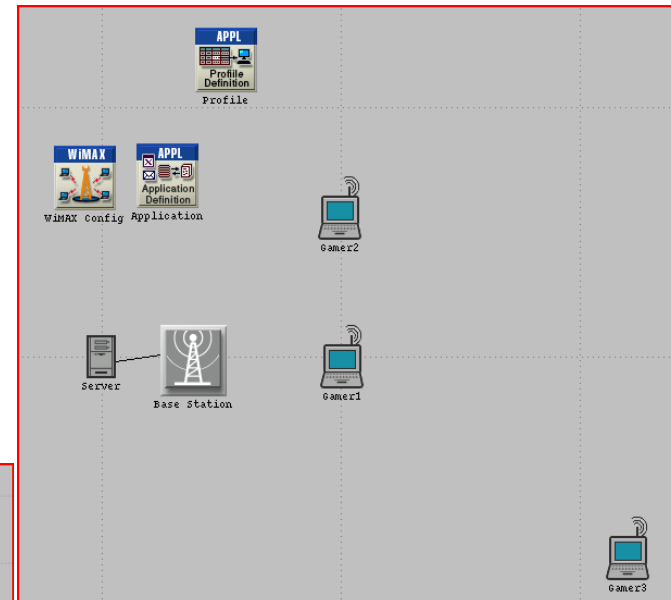 APPL
Profile
Definition
Profile
WiMAX
APPL
Application
Definition
WiMAX Config
Application
Gamer2
Server
Base Station
Gamer1
Gamer3